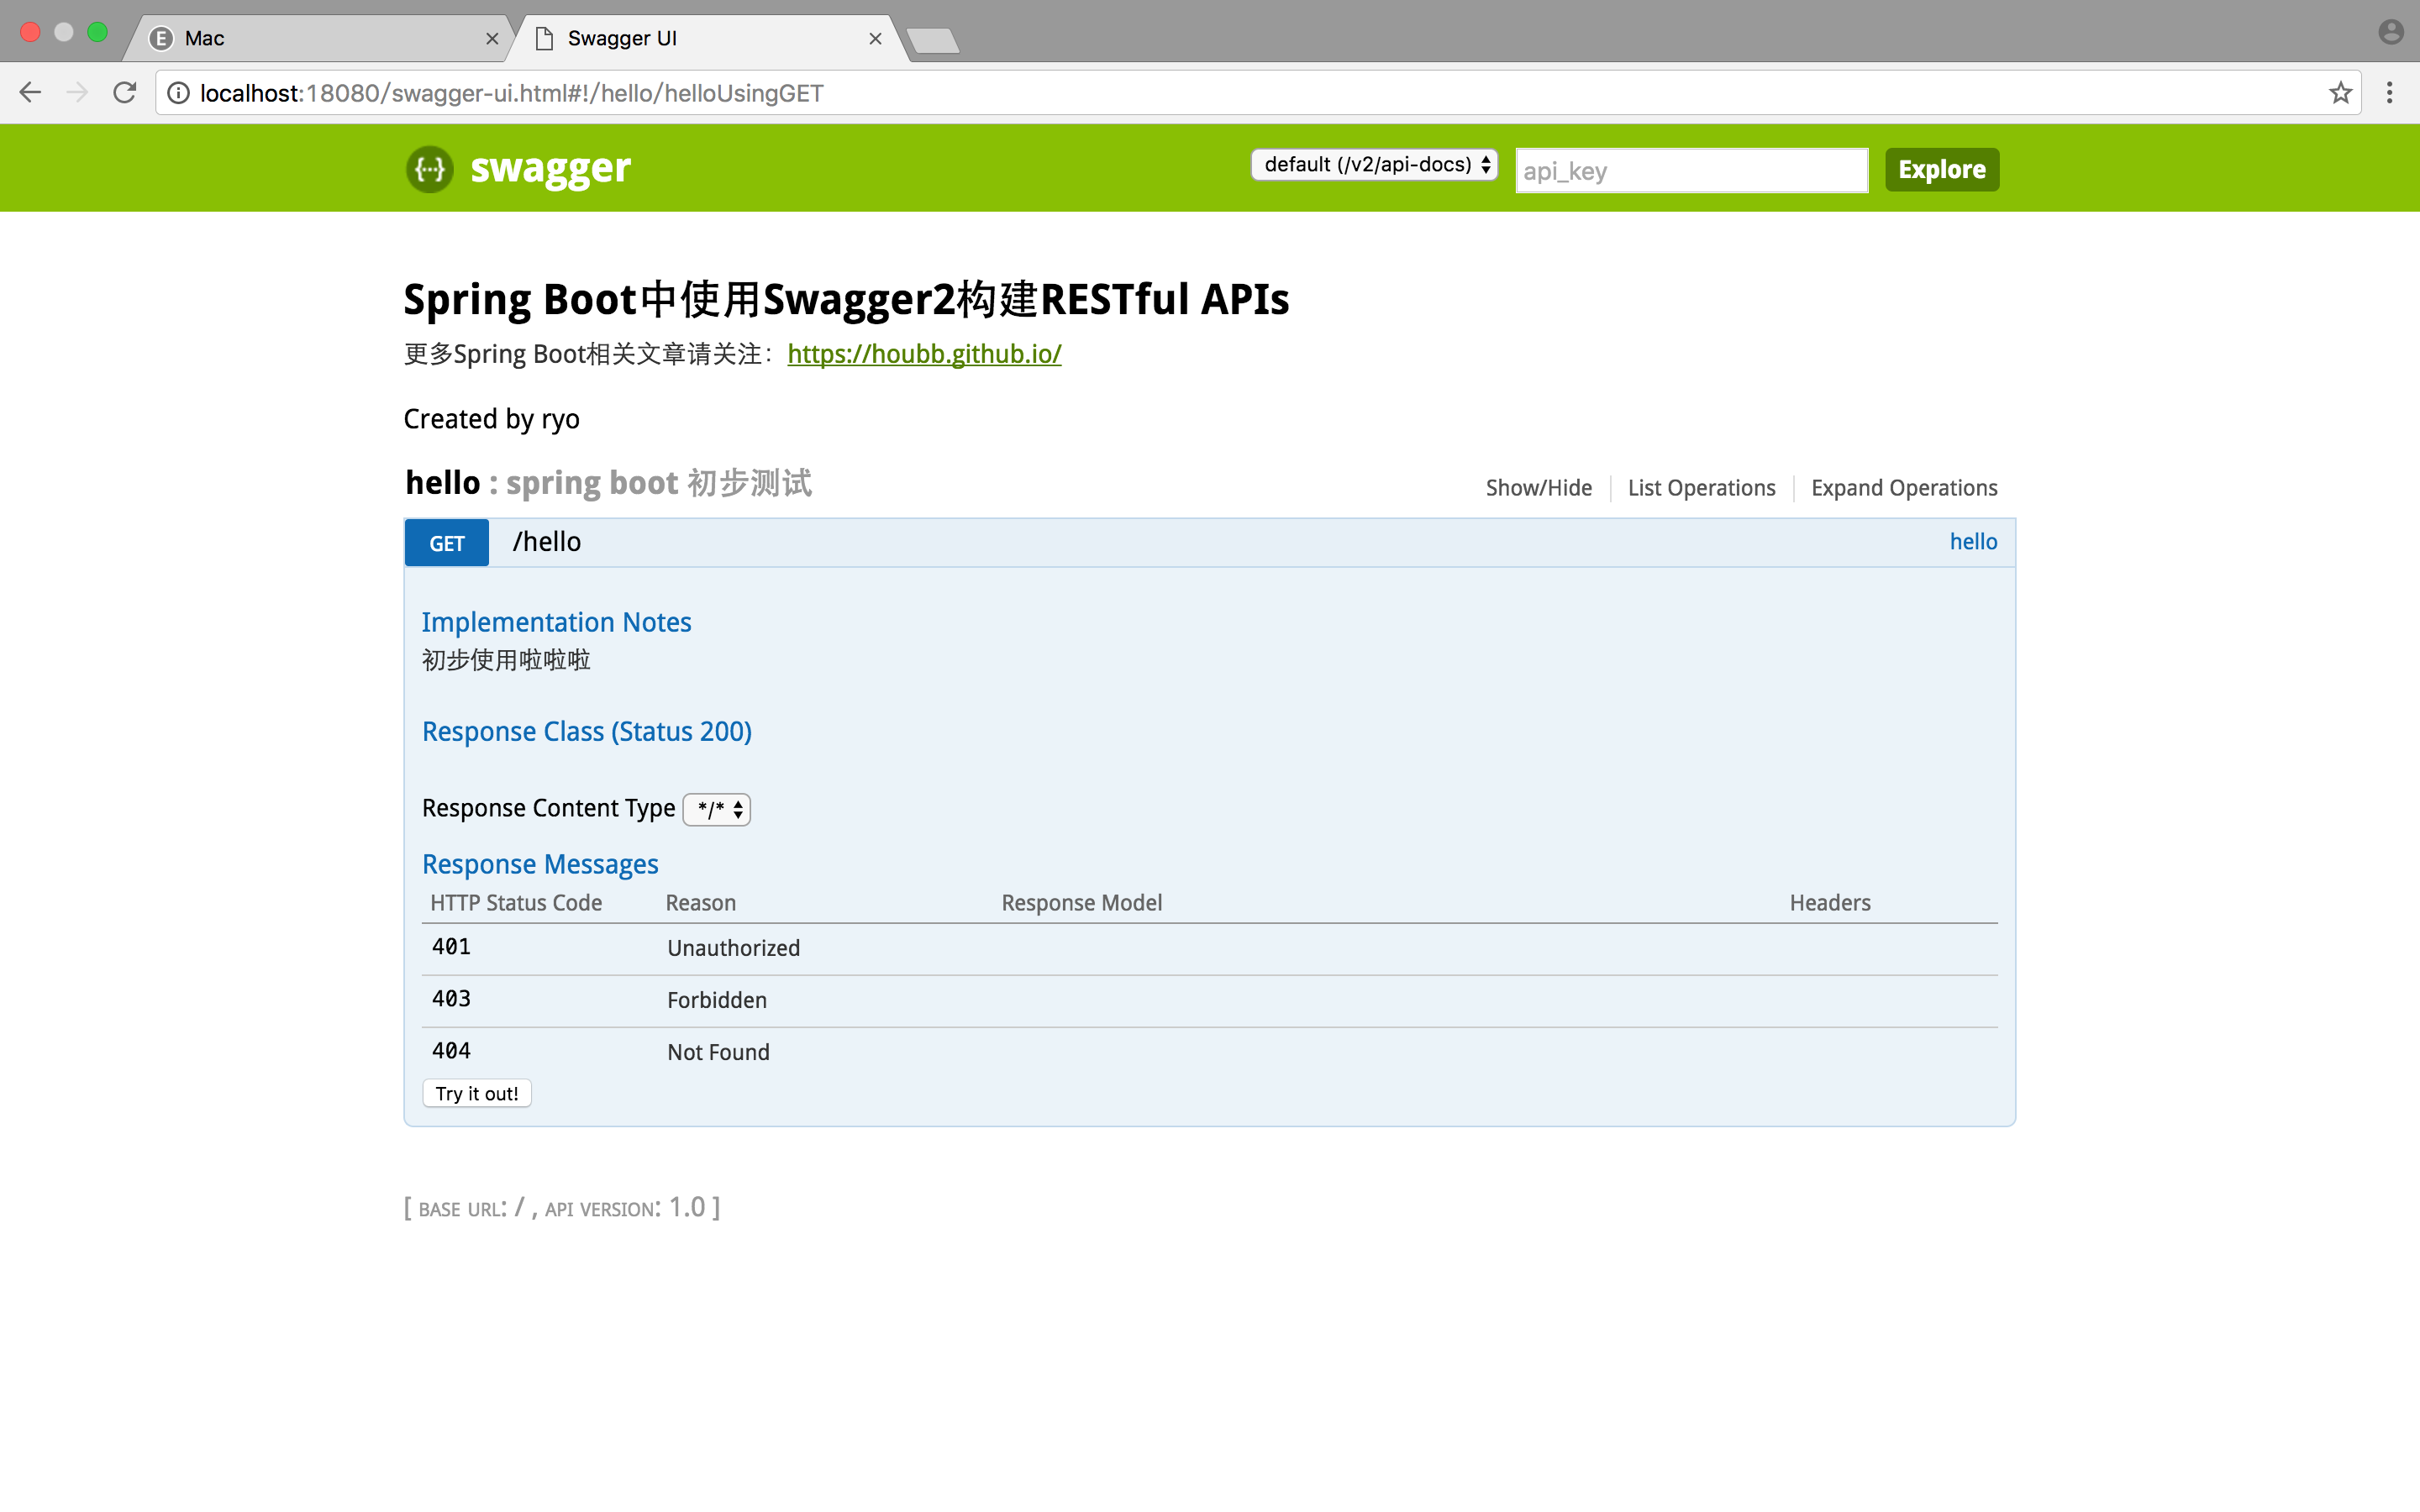 E Mac
Swagger UI
localhost:18080/swagger-ui.html#!/hello/helloUsingGET
{···} swagger default (/v2/api-docs) api_key Explore
Spring Boot中使用Swagger2构建RESTful APIs
更多Spring Boot相关文章请关注：https://houbb.github.io/
Created by ryo
hello : spring boot 初步测试 Show/Hide List Operations Expand Operations
GET /hello hello
Implementation Notes
初步使用啦啦啦
Response Class (Status 200)
Response Content Type */*
Response Messages
HTTP Status Code Reason Response Model Headers
401 Unauthorized
403 Forbidden
404 Not Found
Try it out!
[ BASE URL: / , API VERSION: 1.0 ]